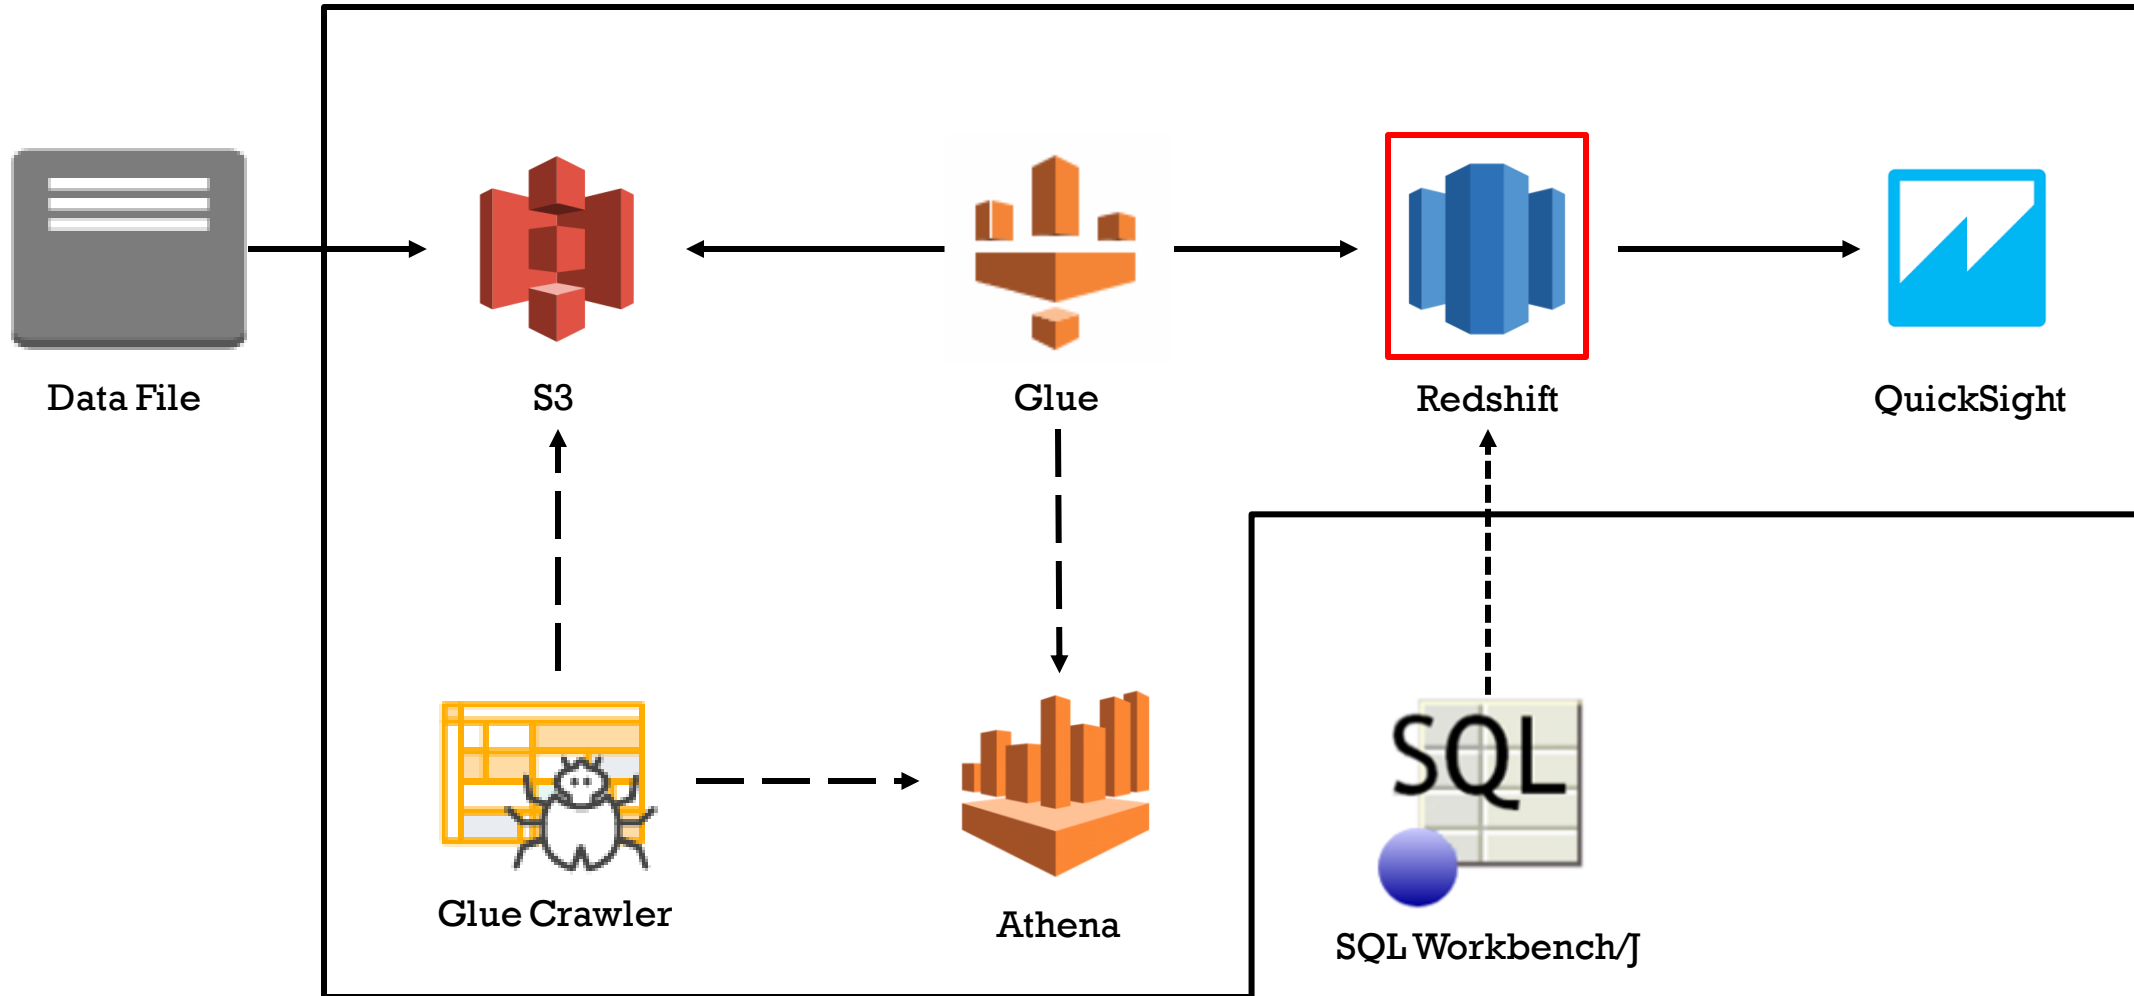 Data File
S3
Glue
Redshift
QuickSight
Glue Crawler
Athena
SQL
SQL Workbench/J